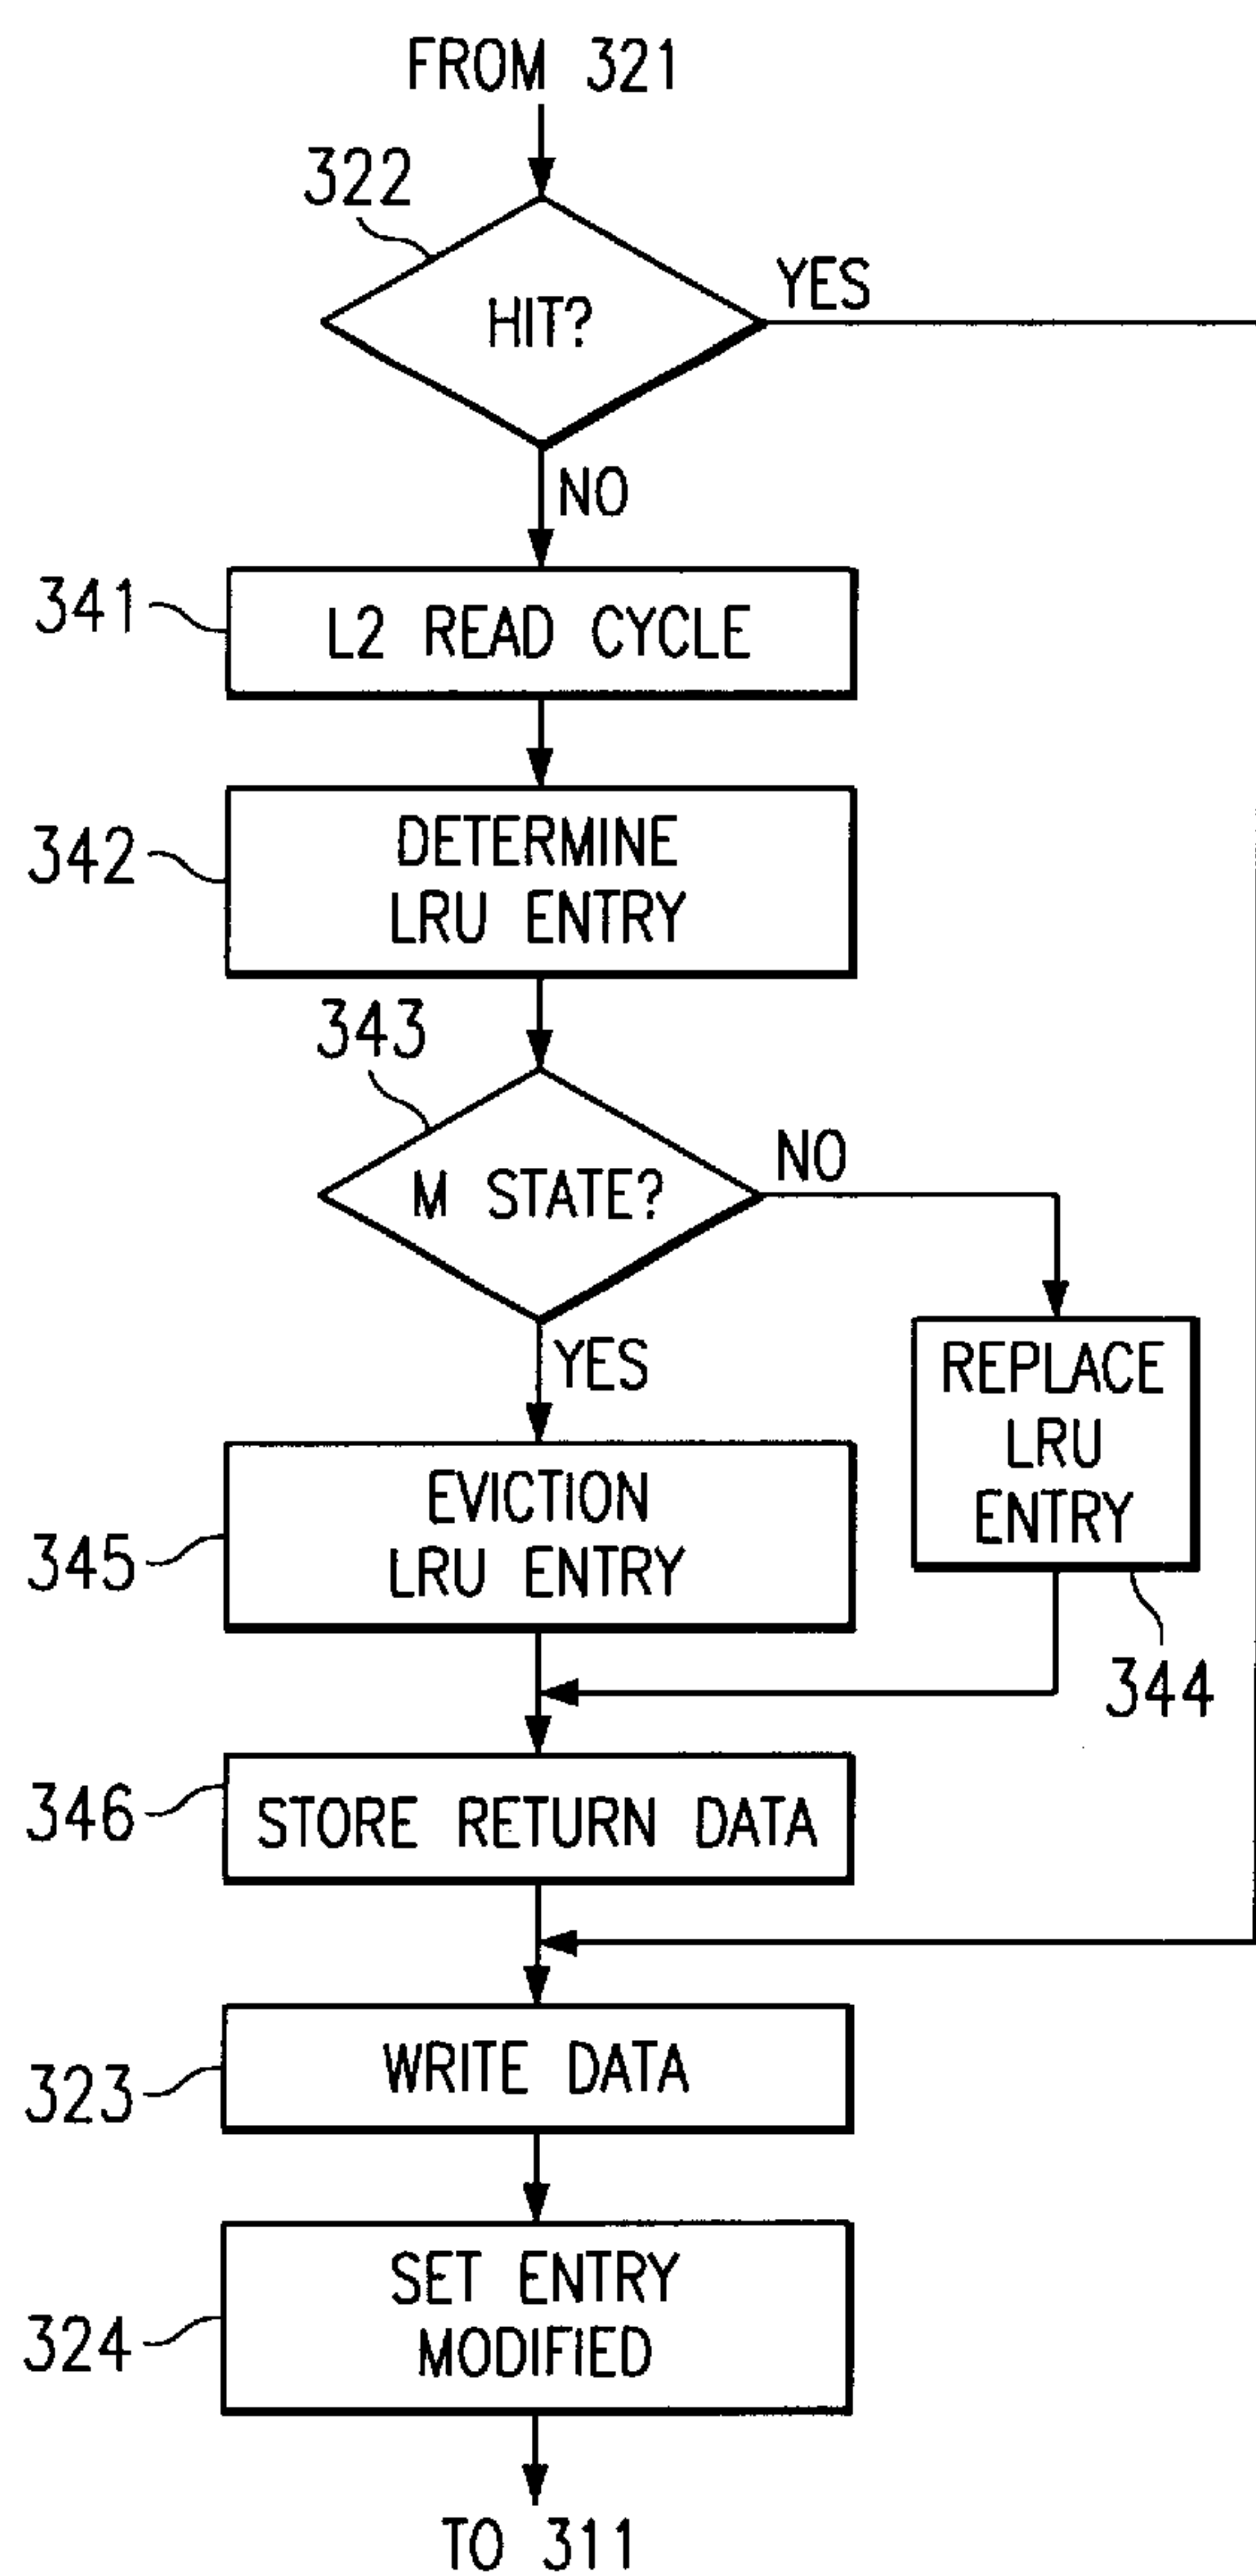 FROM 321
322
HIT?
YES
NO
341
L2 READ CYCLE
342
DETERMINE
LRU ENTRY
343
M STATE?
NO
YES
REPLACE
LRU
ENTRY
344
345
EVICTION
LRU ENTRY
346
STORE RETURN DATA
323
WRITE DATA
324
SET ENTRY
MODIFIED
TO 311